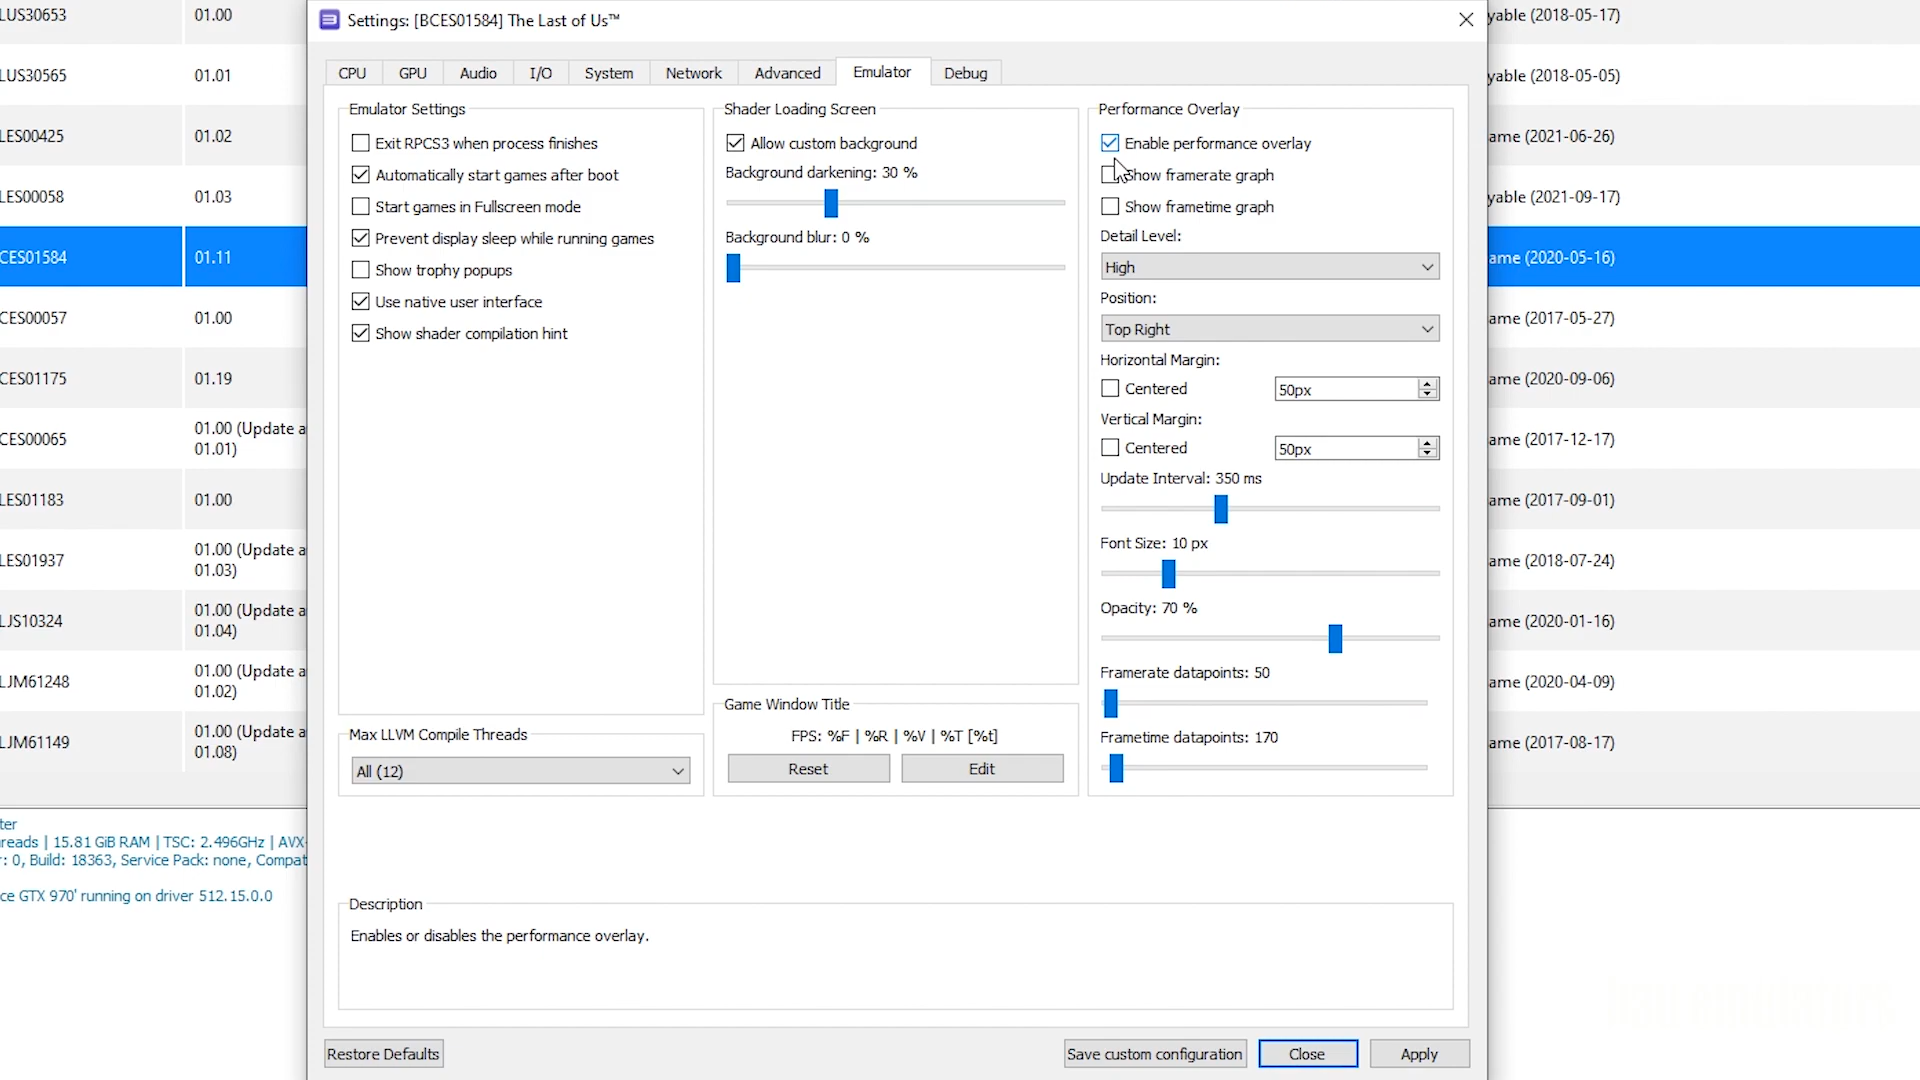 Settings: [BCES01584] The Last of Us™
CPU
GPU
Audio
I/O
System
Network
Advanced
Emulator
Debug
Emulator Settings
Exit RPCS3 when process finishes
Automatically start games after boot
Start games in Fullscreen mode
Prevent display sleep while running games
Show trophy popups
Use native user interface
Show shader compilation hint
Max LLVM Compile Threads
All (12)
Shader Loading Screen
Allow custom background
Background darkening: 30 %
Background blur: 0 %
Game Window Title
FPS: %F | %R | %V | %T [%t]
Reset
Edit
Performance Overlay
Enable performance overlay
Show framerate graph
Show frametime graph
Detail Level:
High
Position:
Top Right
Horizontal Margin:
Centered
50px
Vertical Margin:
Centered
50px
Update Interval: 350 ms
Font Size: 10 px
Opacity: 70 %
Framerate datapoints: 50
Frametime datapoints: 170
Description
Enables or disables the performance overlay.
Restore Defaults
Save custom configuration
Close
Apply
LUS30653
01.00
yable (2018-05-17)
LUS30565
01.01
yable (2018-05-05)
LES00425
01.02
ame (2021-06-26)
LES00058
01.03
yable (2021-09-17)
CES01584
01.11
ame (2020-05-16)
CES00057
01.00
ame (2017-05-27)
CES01175
01.19
ame (2020-09-06)
CES00065
01.00 (Update a
01.01)
ame (2017-12-17)
LES01183
01.00
ame (2017-09-01)
LES01937
01.00 (Update a
01.03)
ame (2018-07-24)
LJS10324
01.00 (Update a
01.04)
ame (2020-01-16)
LJM61248
01.00 (Update a
01.02)
ame (2020-04-09)
LJM61149
01.00 (Update a
01.08)
ame (2017-08-17)
ter
reads | 15.81 GiB RAM | TSC: 2.496GHz | AVX-
r: 0, Build: 18363, Service Pack: none, Compat
ce GTX 970' running on driver 512.15.0.0